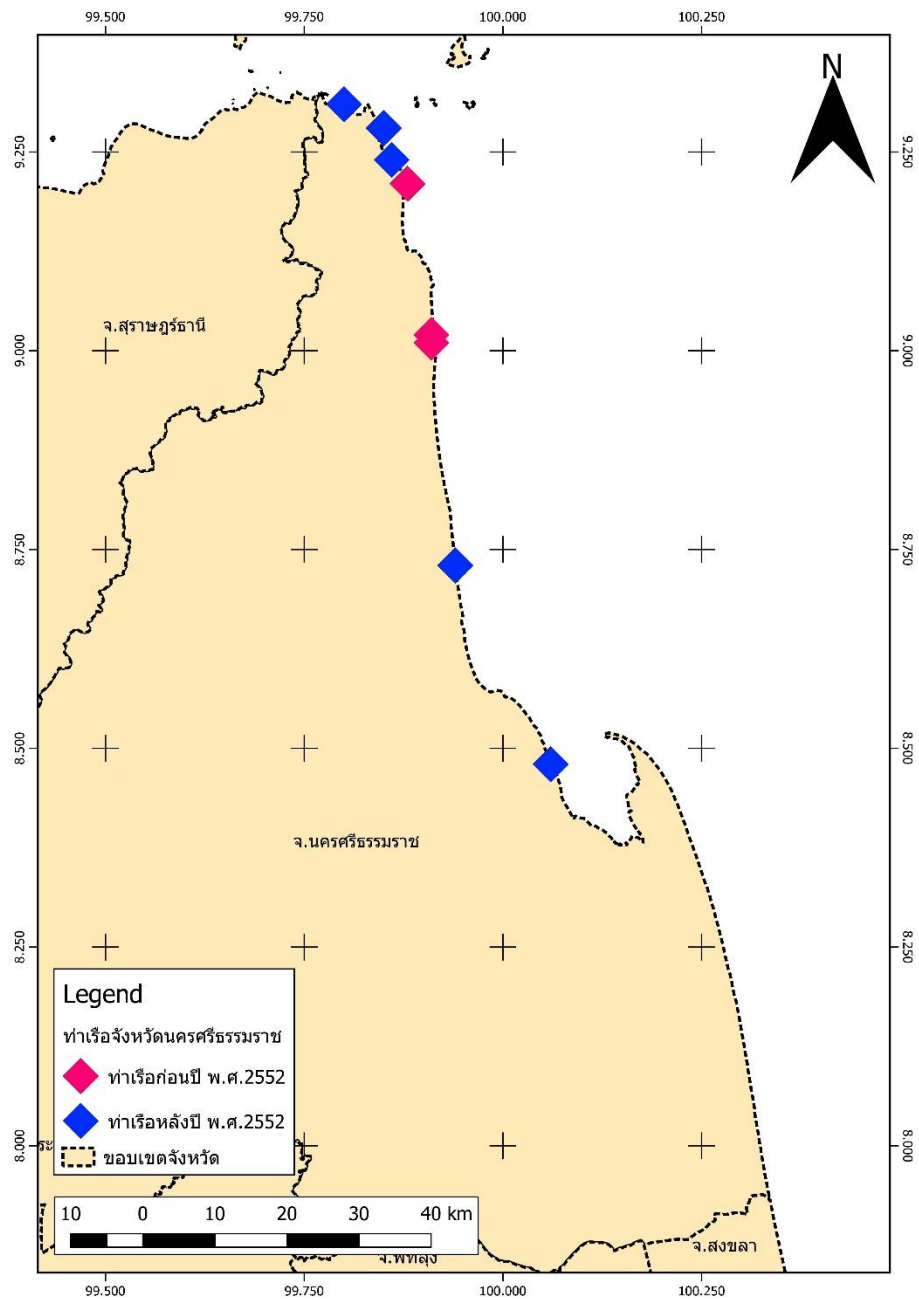 99.500 99.750 100.000 100.250
N
9.250 9.250
จ.สุราษฎร์ธานี
9.000 9.000
8.750 8.750
8.500 8.500
จ.นครศรีธรรมราช
8.250 8.250
Legend
ท่าเรือจังหวัดนครศรีธรรมราช
ท่าเรือก่อนปี พ.ศ.2552
ท่าเรือหลังปี พ.ศ.2552
8.000 8.000
ขอบเขตจังหวัด
10 0 10 20 30 40 km
จ.สงขลา
จ.พัทลุง
99.500 99.750 100.000 100.250